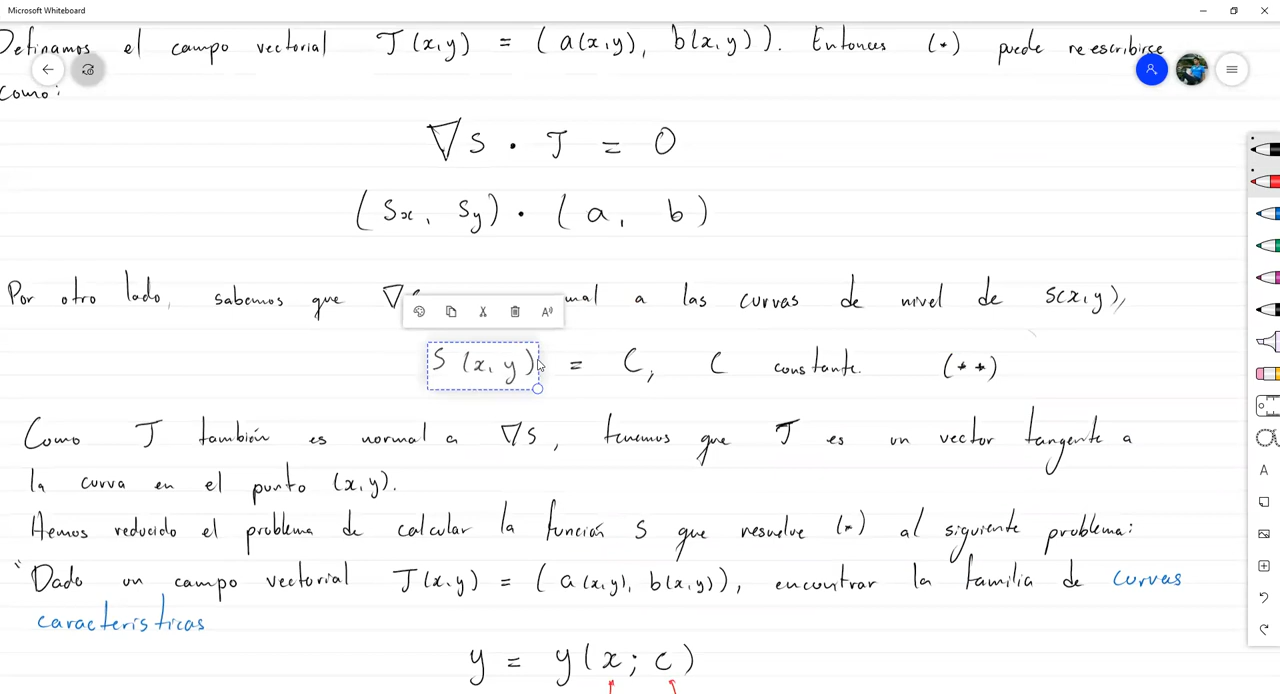 Microsoft Whiteboard
Definamos el campo vectorial T(x,y) = (a(x,y), b(x,y)). Entonces (*) puede reescribirse
como:
∇S · T = 0
(Sx, Sy) · (a, b)
Por otro lado, sabemos que a las curvas de nivel de S(x,y),
S(x,y) = C, C constante. (**)
Como T también es normal a ∇S, tenemos que T es un vector tangente a
la curva en el punto (x,y).
Hemos reducido el problema de calcular la función S que resuelve (*) al siguiente problema:
"Dado un campo vectorial T(x,y) = (a(x,y), b(x,y)), encontrar la familia de curvas
características
y = y(x; c)